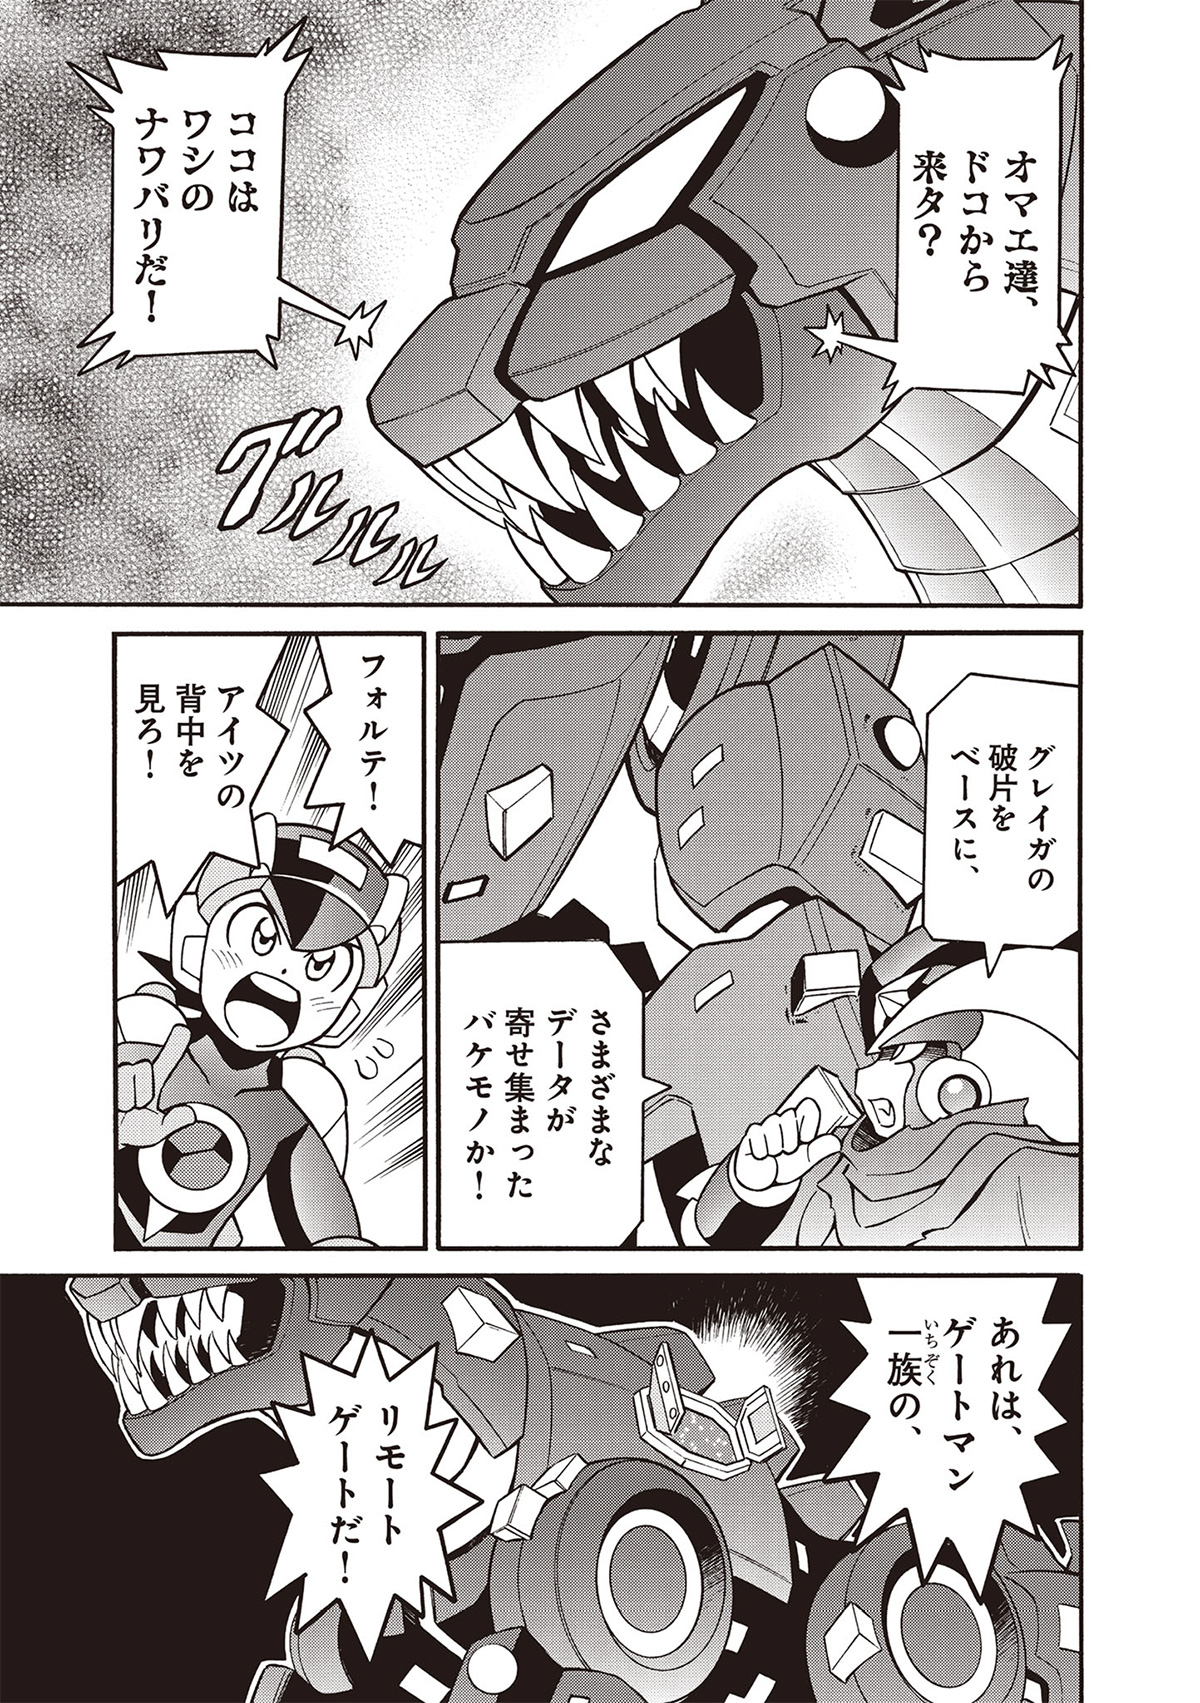 オマエ達、
ドコから
来タ？
ココは
ワシの
ナワバリだ！
グルルルル
グレイガの
破片を
ベースに、
さまざまな
データが
寄せ集まった
バケモノか！
フォルテ！
アイツの
背中を
見ろ！
あれは、
ゲートマン
一族の、
いちぞく
リモート
ゲートだ！